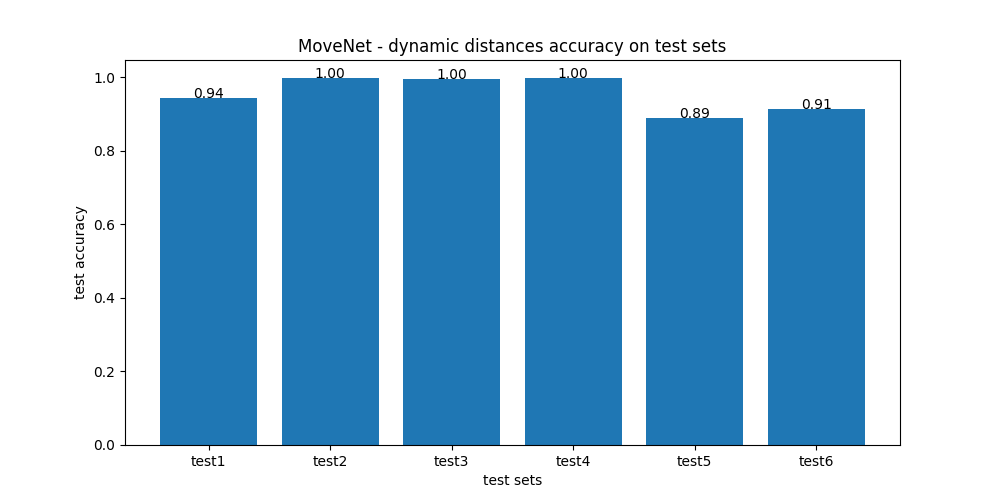 MoveNet - dynamic distances accuracy on test sets
1.0
0.8
0.6
0.4
0.2
0.0
test accuracy
0.94
1.00
1.00
1.00
0.89
0.91
test1
test2
test3
test4
test5
test6
test sets